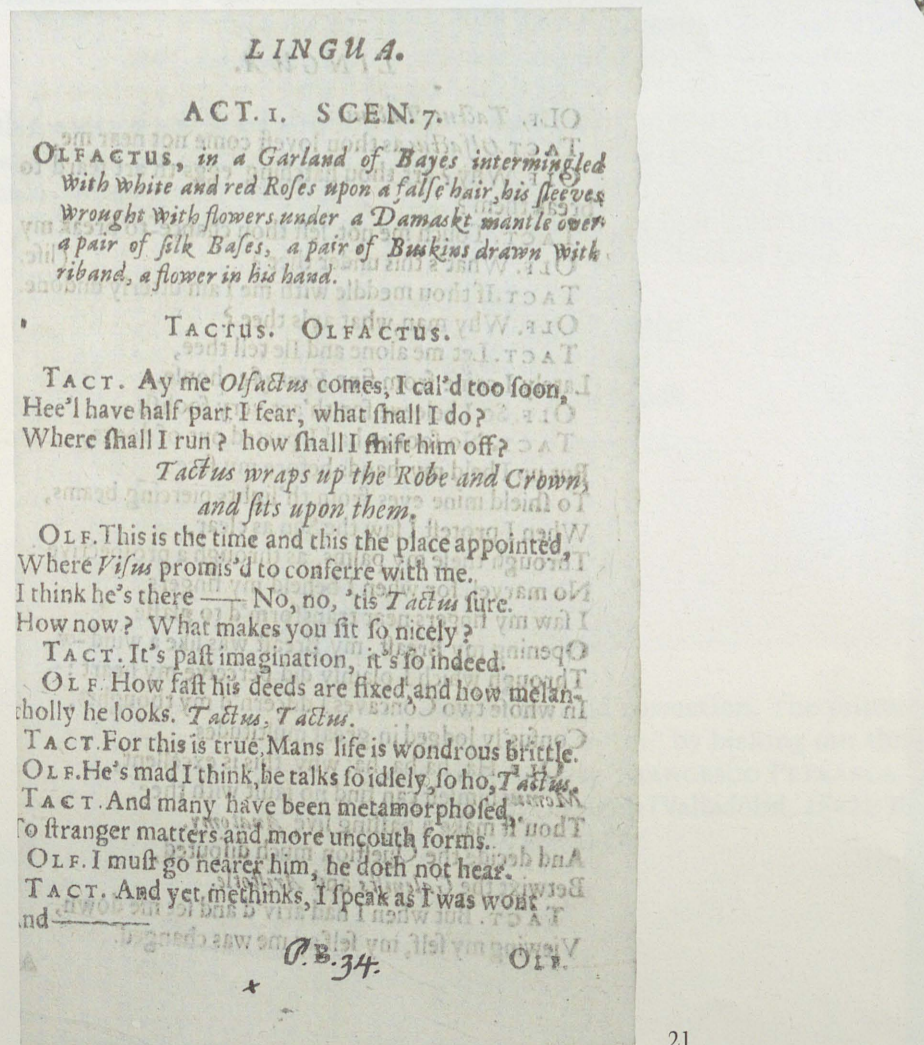 LINGUA.
ACT. 1. SCEN. 7.
OLFACTUS, in a Garland of Bayes intermingled
with white and red Roſes upon a falſe hair, his ſleeves
wrought with flowers under a Damaskt mantle over
a pair of ſilk Baſes, a pair of Buskins drawn with
riband, a flower in his hand.
TACTUS. OLFACTUS.
TACT. Ay me Olfactus comes, I cal'd too ſoon,
Hee'l have half part I fear, what ſhall I do?
Where ſhall I run? how ſhall I ſhift him off?
Tactus wraps up the Robe and Crown,
and ſits upon them.
OLF. This is the time and this the place appointed,
Where Viſus promis'd to conferre with me.
I think he's there —— No, no, 'tis Tactus ſure.
How now? What makes you ſit ſo nicely?
TACT. It's paſt imagination, it's ſo indeed.
OLF. How faſt his deeds are fixed, and how melan-
cholly he looks. Tactus, Tactus.
TACT. For this is true, Mans life is wondrous brittle.
OLF. He's mad I think, he talks ſo idlely, ſo ho, Tactus.
TACT. And many have been metamorphoſed,
To ſtranger matters and more uncouth forms.
OLF. I muſt go nearer him, he doth not hear.
TACT. And yet methinks, I ſpeak as I was wont
And ————
P.B. 34. OLF.
x
21